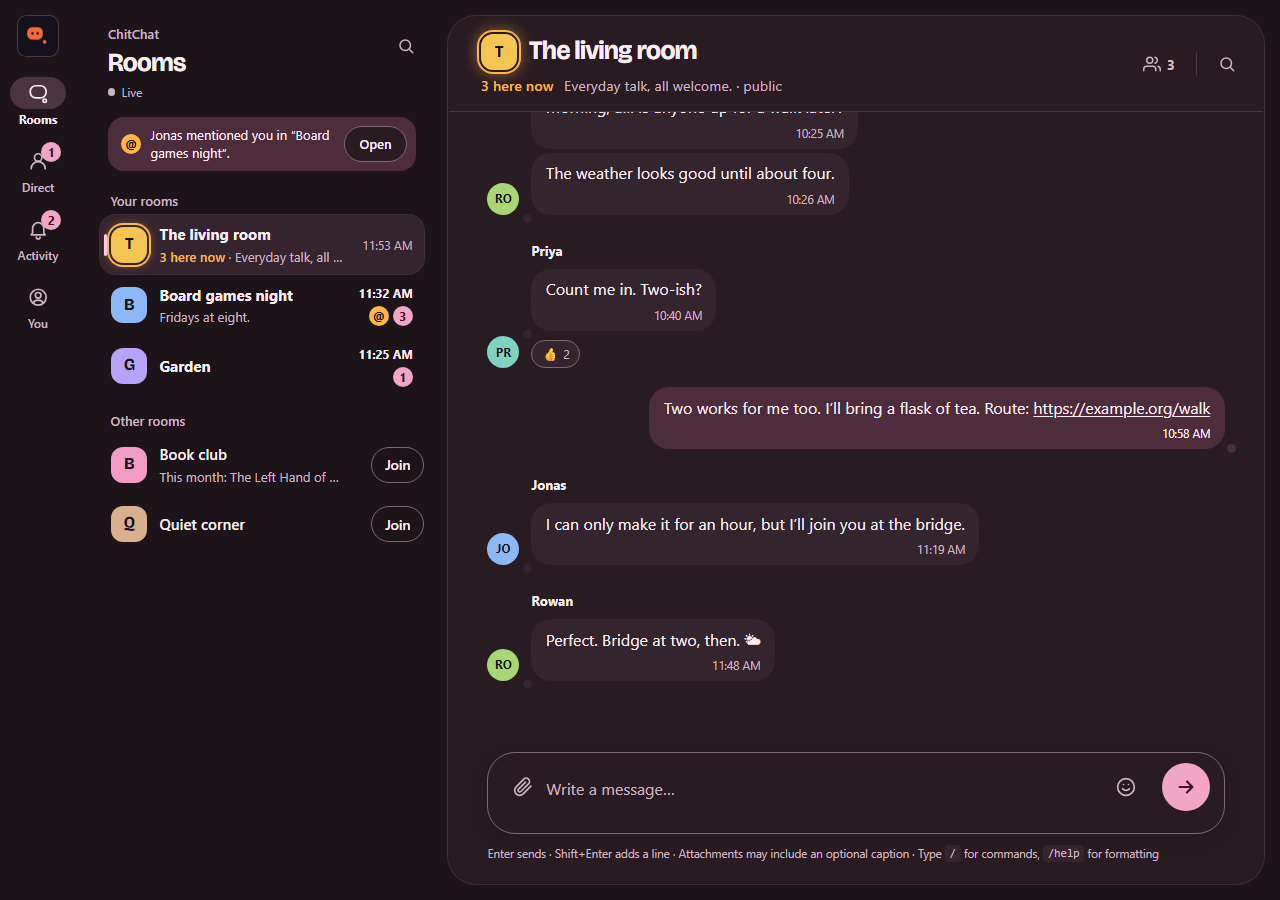 ChitChat
Rooms
Live
@ Jonas mentioned you in “Board games night”.
Open
Rooms
1
Direct
2
Activity
You
Your rooms
T
The living room
11:53 AM
3 here now · Everyday talk, all ...
B
Board games night
11:32 AM
Fridays at eight.
@ 3
G
Garden
11:25 AM
1
Other rooms
B
Book club
This month: The Left Hand of ...
Join
Q
Quiet corner
Join
T
The living room
3 here now Everyday talk, all welcome. · public
3
10:25 AM
The weather looks good until about four.
10:26 AM
RO
Priya
Count me in. Two-ish?
10:40 AM
PR
👍 2
Two works for me too. I’ll bring a flask of tea. Route: https://example.org/walk
10:58 AM
Jonas
I can only make it for an hour, but I’ll join you at the bridge.
11:19 AM
JO
Rowan
Perfect. Bridge at two, then. 🌥️
11:48 AM
RO
Write a message...
Enter sends · Shift+Enter adds a line · Attachments may include an optional caption · Type / for commands, /help for formatting